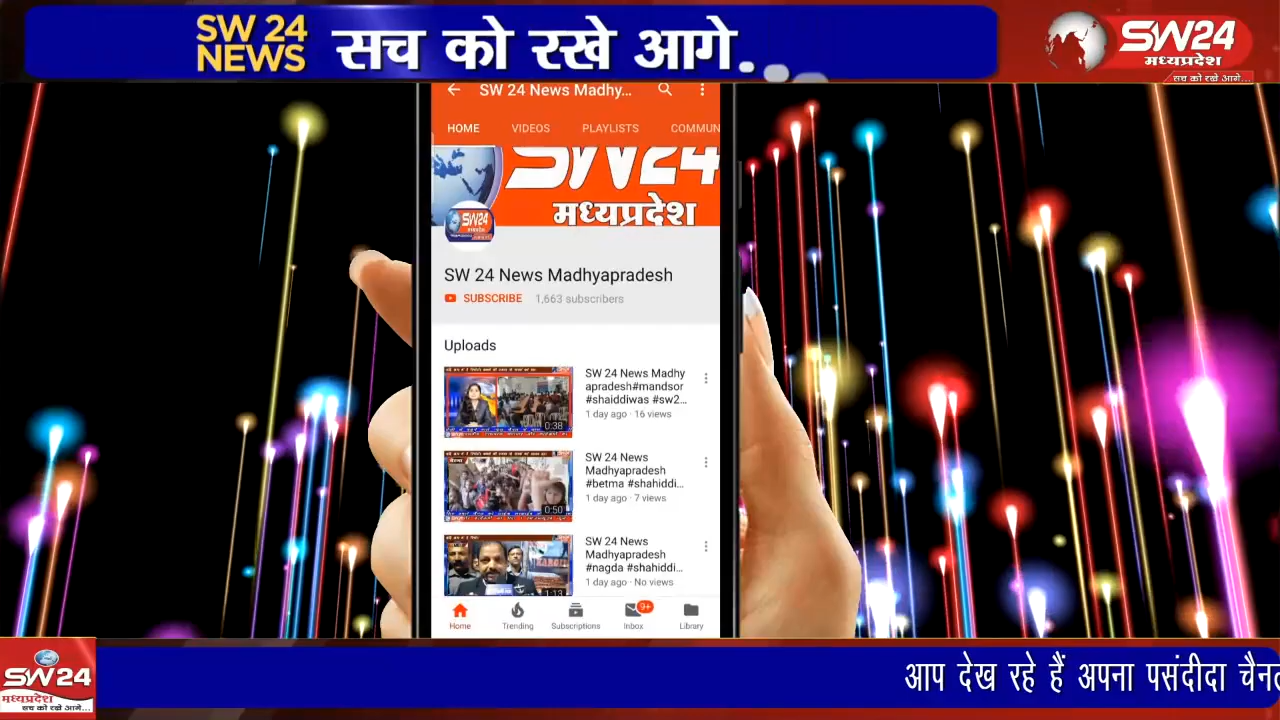 SW 24
NEWS
सच को रखे आगे...
SW24
मध्यप्रदेश
सच को रखे आगे...
SW 24 News Madhy...
HOME VIDEOS PLAYLISTS COMMUN
SW24
मध्यप्रदेश
SW24
SW 24 News Madhyapradesh
SUBSCRIBE 1,663 subscribers
Uploads
SW 24 News Madhy
apradesh#mandsor
#shaiddiwas #sw2...
1 day ago · 16 views
0:38
SW 24 News
Madhyapradesh
#betma #shahiddi...
1 day ago · 7 views
0:50
SW 24 News
Madhyapradesh
#nagda #shahiddi...
1 day ago · No views
1:13
9+
Home Trending Subscriptions Inbox Library
SW24
मध्यप्रदेश
सच को रखे आगे...
आप देख रहे हैं अपना पसंदीदा चैनल